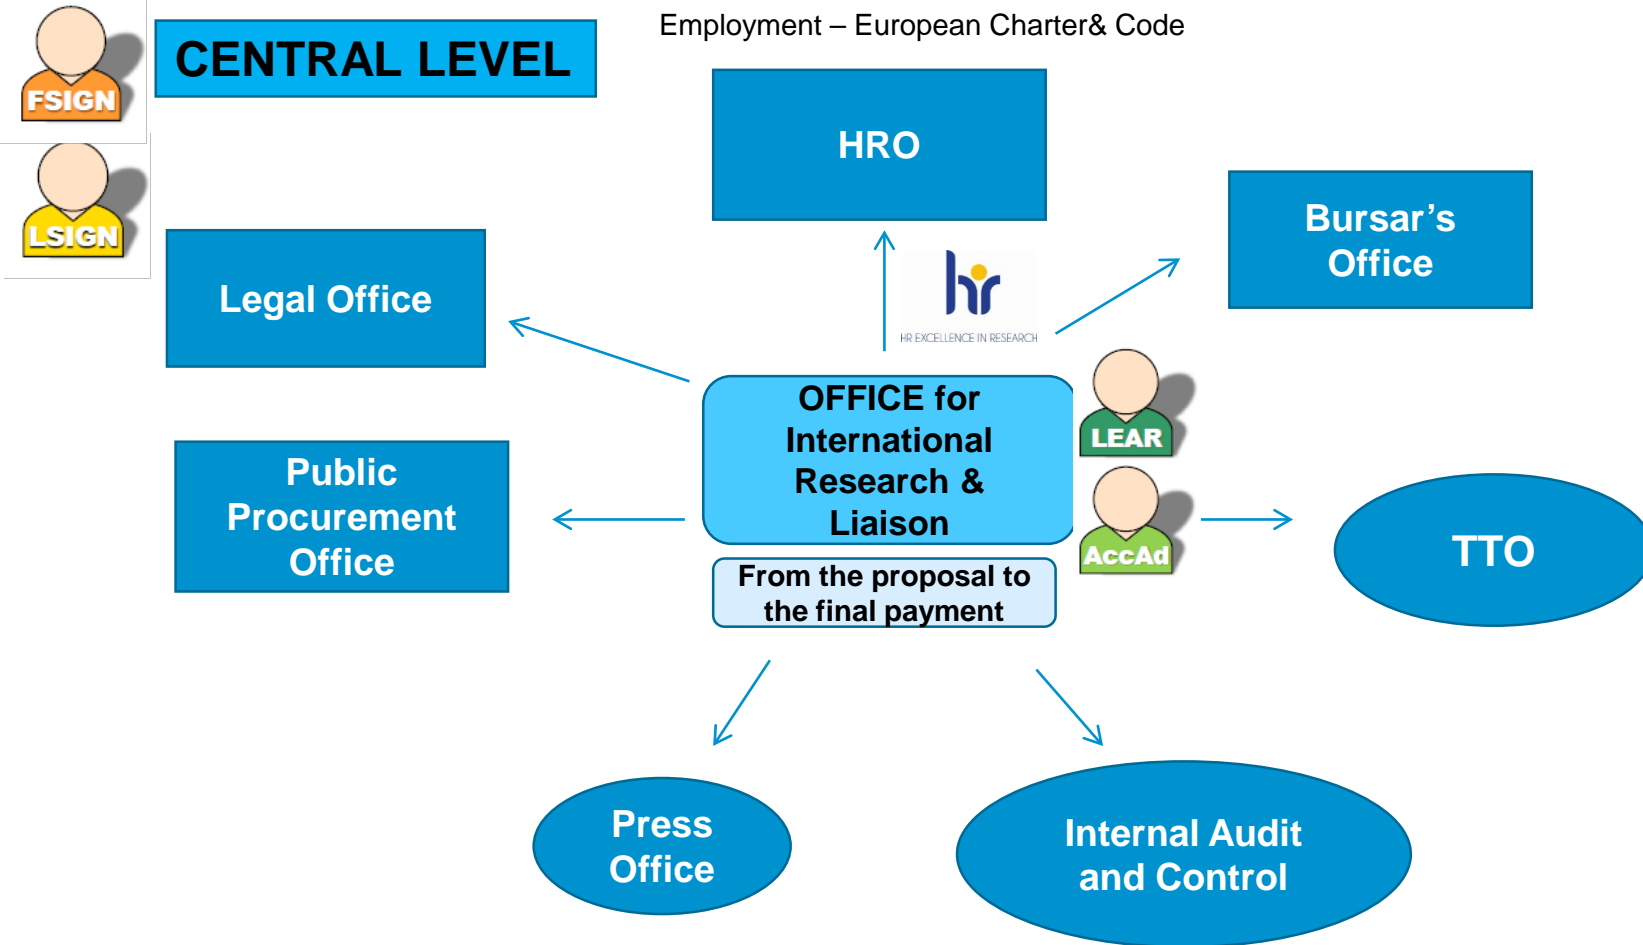 Employment – European Charter& Code
FSIGN
CENTRAL LEVEL
LSIGN
HRO
Bursar’s
Office
Legal Office
hr
HR EXCELLENCE IN RESEARCH
OFFICE for
International
Research &
Liaison
LEAR
AccAd
Public
Procurement
Office
TTO
From the proposal to
the final payment
Press
Office
Internal Audit
and Control